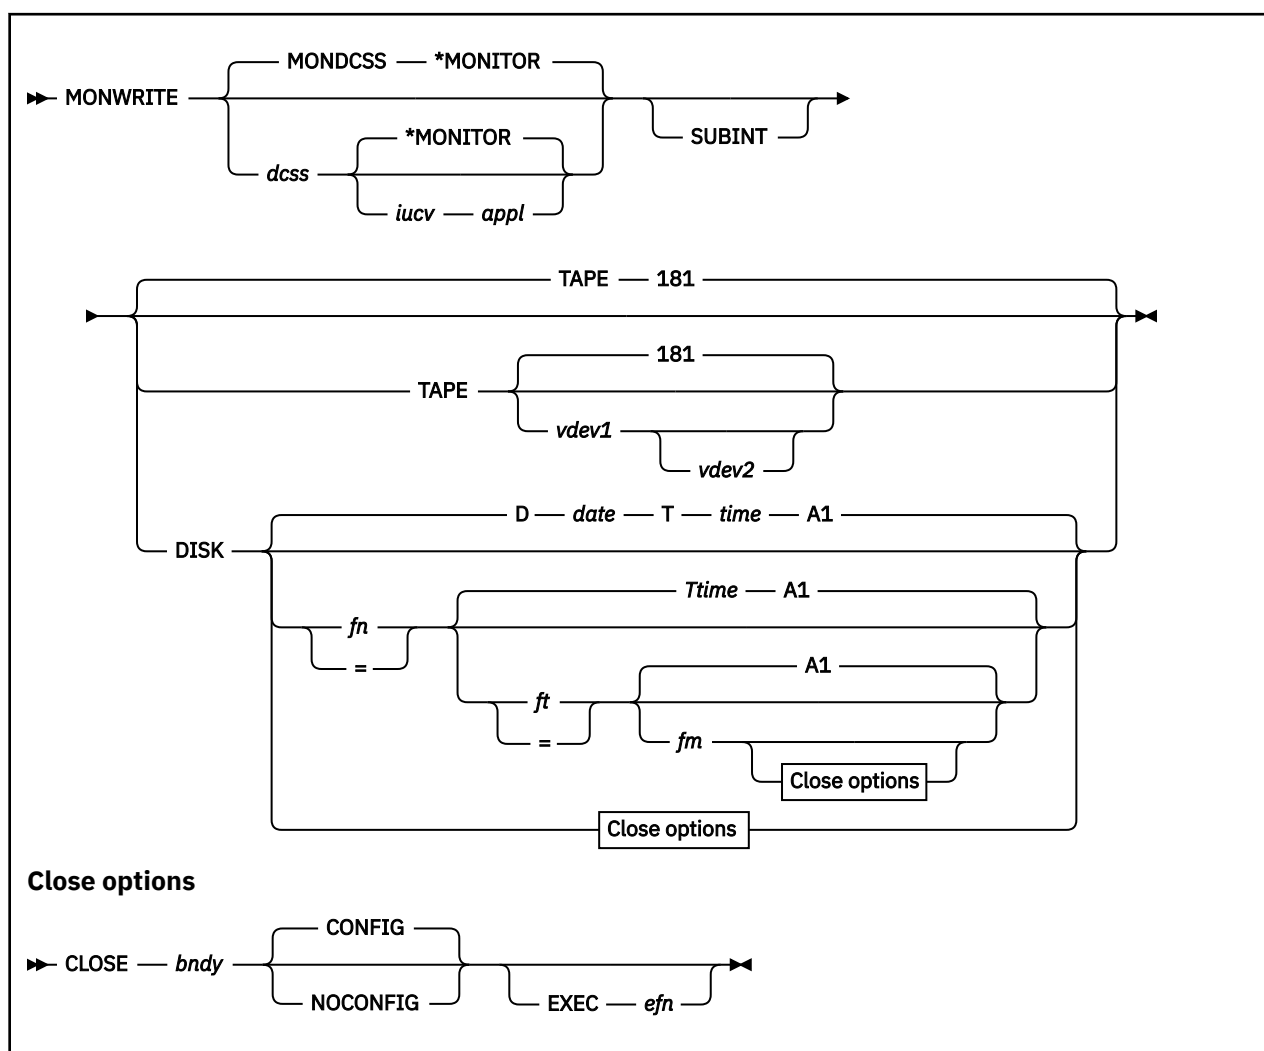 MONDCSS *MONITOR
MONWRITE
*MONITOR
SUBINT
dcss
iucv appl
TAPE 181
181
TAPE
vdev1
vdev2
D date T time A1
DISK
Ttime A1
fn
=
A1
ft
=
fm
Close options
Close options
Close options
CONFIG
CLOSE bndy
NOCONFIG
EXEC efn